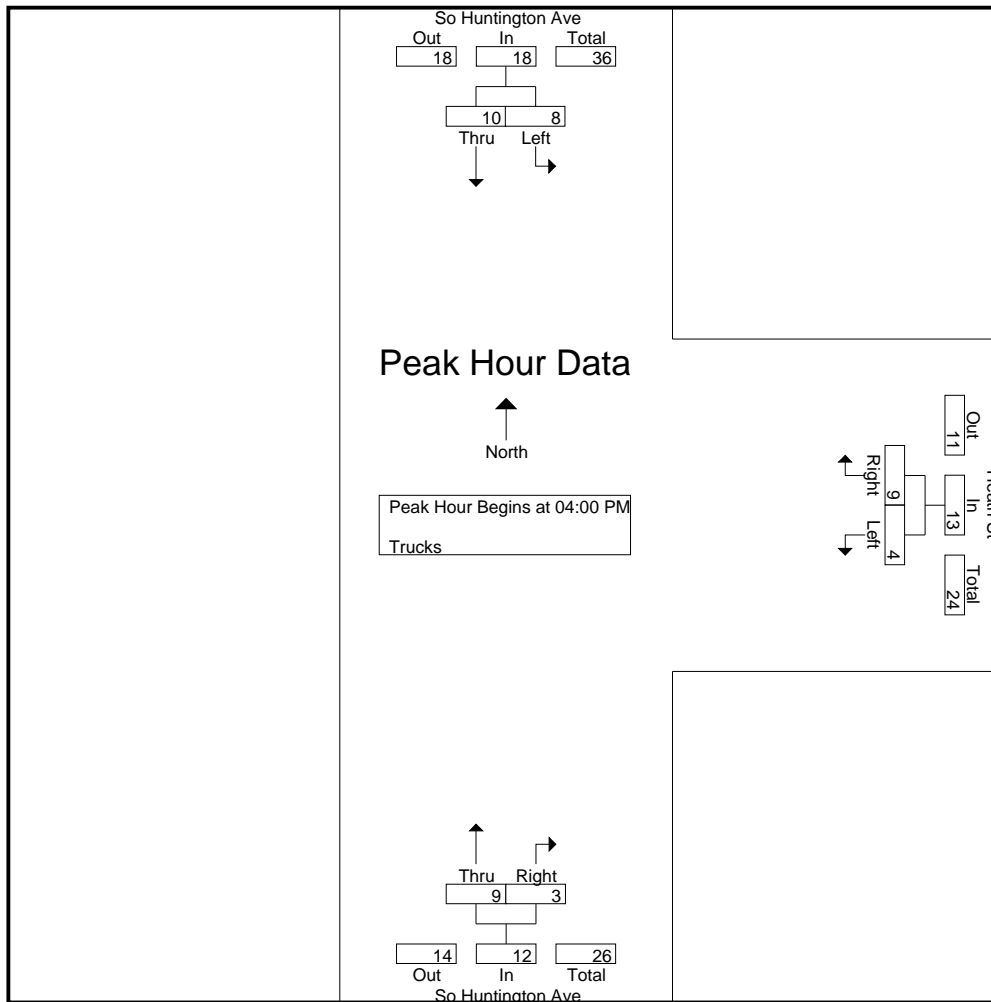 So Huntington Ave
Out In Total
18 18 36
10 8
Thru Left
Peak Hour Data
North
Peak Hour Begins at 04:00 PM
Trucks
Out In Total
11 13 24
Right Left
9 4
Thru Right
9 3
14 12 26
Out In Total
So Huntington Ave